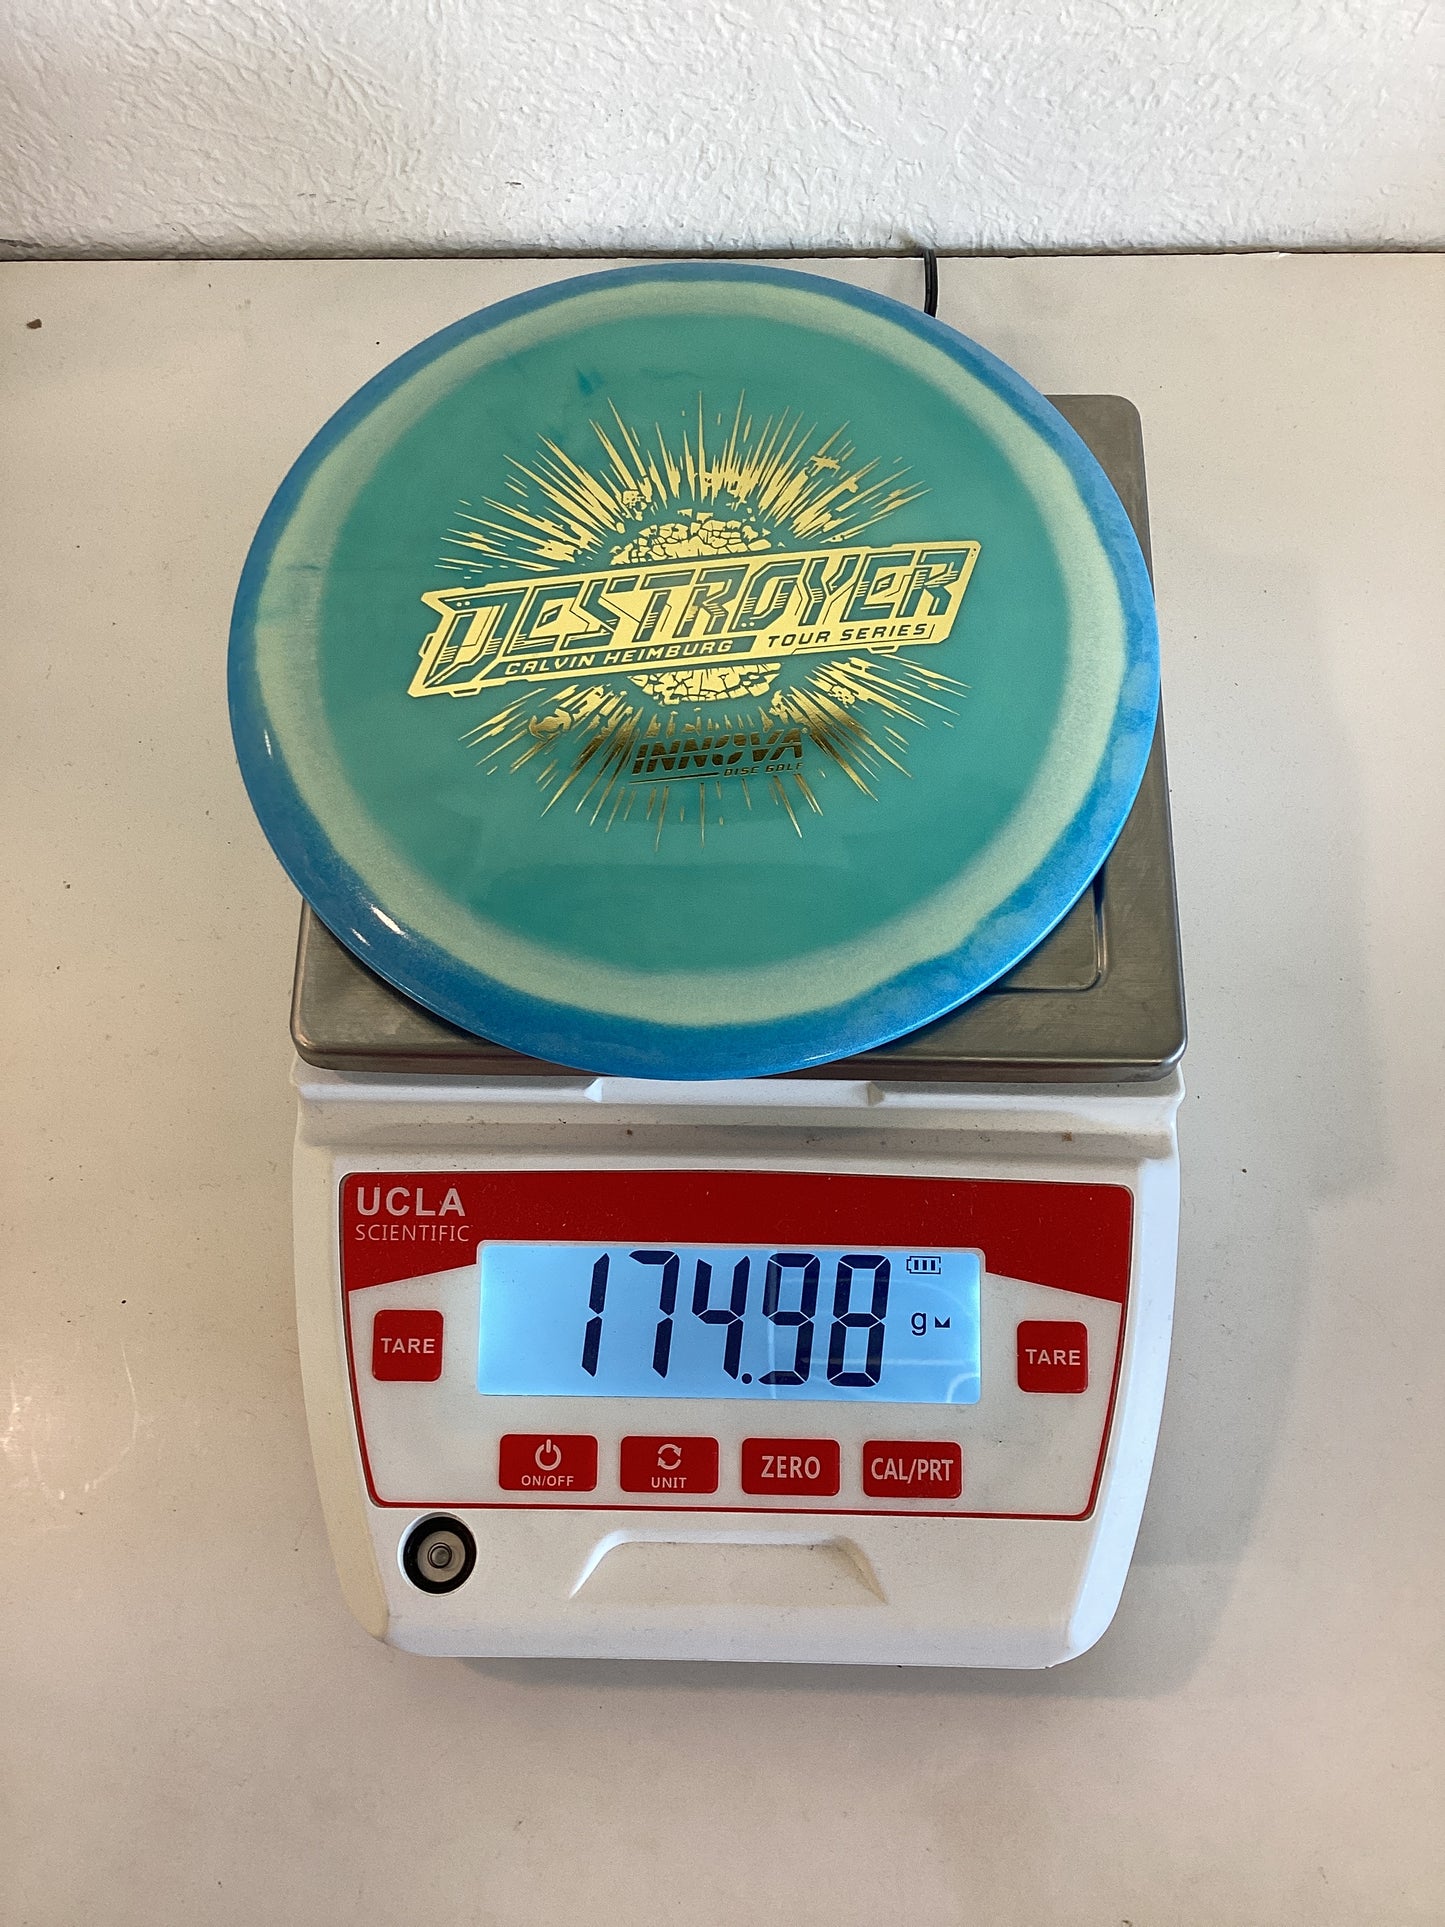 DESTROYER
CALVIN HEIMBURG TOUR SERIES
INNOVA
DISC GOLF
UCLA
SCIENTIFIC
174.98 g
TARE
TARE
ON/OFF
UNIT
ZERO
CAL/PRT